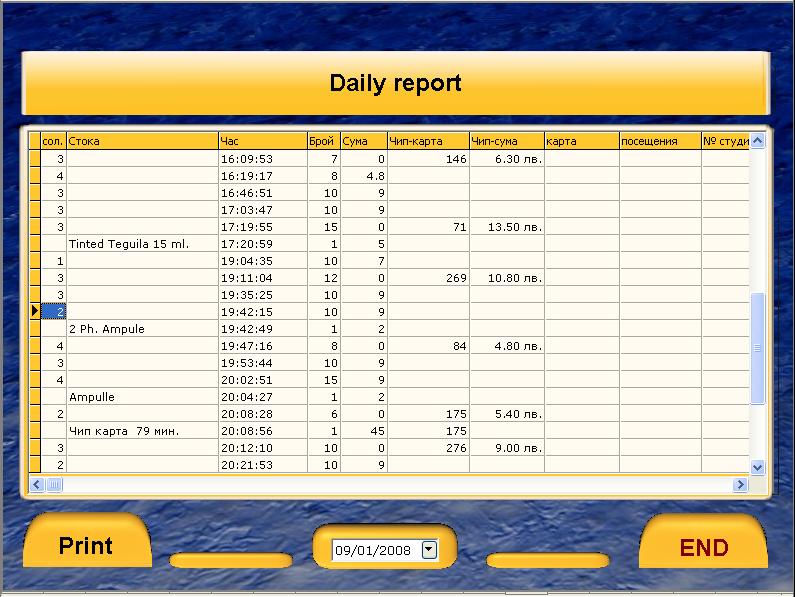 Daily report
сол. Стока Час Брой Сума Чип-карта Чип-сума карта посещения № студи
3 16:09:53 7 0 146 6.30 лв.
4 16:19:17 8 4.8
3 16:46:51 10 9
3 17:03:47 10 9
3 17:19:55 15 0 71 13.50 лв.
Tinted Teguila 15 ml. 17:20:59 1 5
1 19:04:35 10 7
3 19:11:04 12 0 269 10.80 лв.
3 19:35:25 10 9
2 19:42:15 10 9
2 Ph. Ampule 19:42:49 1 2
4 19:47:16 8 0 84 4.80 лв.
3 19:53:44 10 9
4 20:02:51 15 9
Ampulle 20:04:27 1 2
2 20:08:28 6 0 175 5.40 лв.
Чип карта 79 мин. 20:08:56 1 45 175
3 20:12:10 10 0 276 9.00 лв.
2 20:21:53 10 9
Print 09/01/2008 END